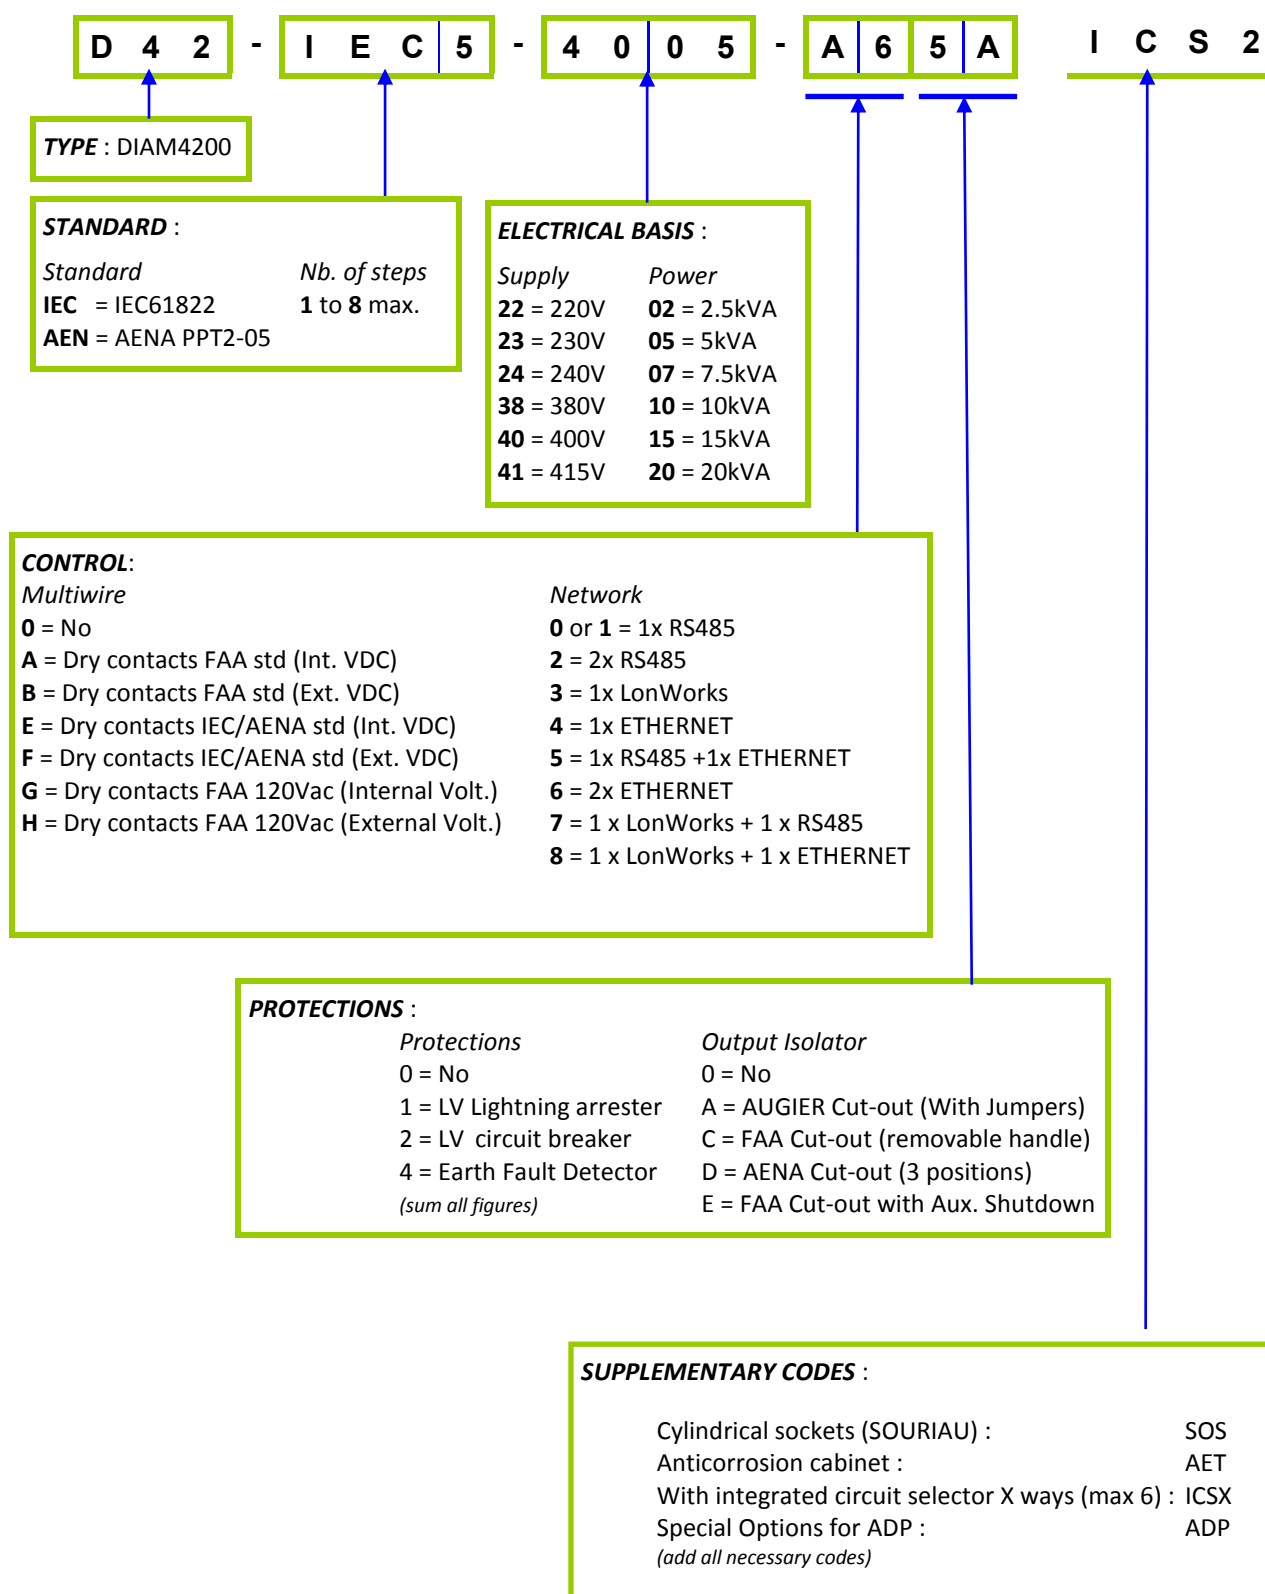 D 4 2 - I E C 5 - 4 0 0 5 - A 6 5 A I C S 2
TYPE : DIAM4200
STANDARD :
Standard Nb. of steps
IEC = IEC61822 1 to 8 max.
AEN = AENA PPT2-05
ELECTRICAL BASIS :
Supply Power
22 = 220V 02 = 2.5kVA
23 = 230V 05 = 5kVA
24 = 240V 07 = 7.5kVA
38 = 380V 10 = 10kVA
40 = 400V 15 = 15kVA
41 = 415V 20 = 20kVA
CONTROL:
Multiwire Network
0 = No 0 or 1 = 1x RS485
A = Dry contacts FAA std (Int. VDC) 2 = 2x RS485
B = Dry contacts FAA std (Ext. VDC) 3 = 1x LonWorks
E = Dry contacts IEC/AENA std (Int. VDC) 4 = 1x ETHERNET
F = Dry contacts IEC/AENA std (Ext. VDC) 5 = 1x RS485 +1x ETHERNET
G = Dry contacts FAA 120Vac (Internal Volt.) 6 = 2x ETHERNET
H = Dry contacts FAA 120Vac (External Volt.) 7 = 1 x LonWorks + 1 x RS485
8 = 1 x LonWorks + 1 x ETHERNET
PROTECTIONS :
Protections Output Isolator
0 = No 0 = No
1 = LV Lightning arrester A = AUGIER Cut-out (With Jumpers)
2 = LV circuit breaker C = FAA Cut-out (removable handle)
4 = Earth Fault Detector D = AENA Cut-out (3 positions)
(sum all figures) E = FAA Cut-out with Aux. Shutdown
SUPPLEMENTARY CODES :
Cylindrical sockets (SOURIAU) : SOS
Anticorrosion cabinet : AET
With integrated circuit selector X ways (max 6) : ICSX
Special Options for ADP : ADP
(add all necessary codes)